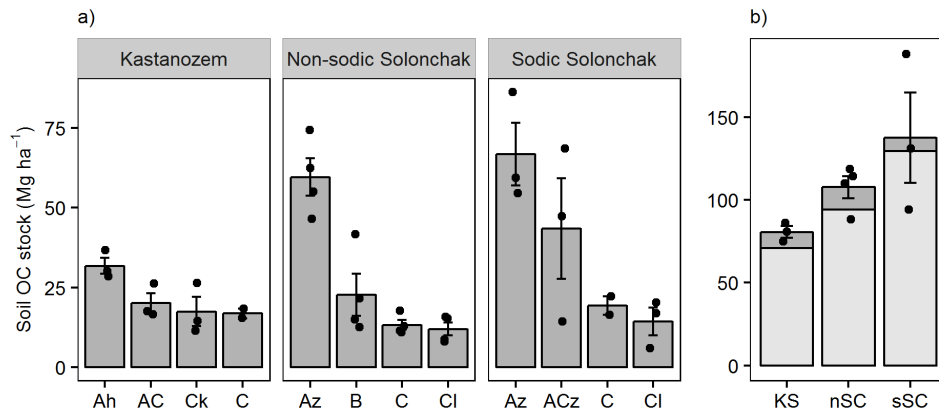 a)
Kastanozem
Non-sodic Solonchak
Sodic Solonchak
Soil OC stock (Mg ha⁻¹)
75
50
25
0
Ah AC Ck C
Az B C Cl
Az ACz C Cl
b)
150
100
50
0
KS nSC sSC